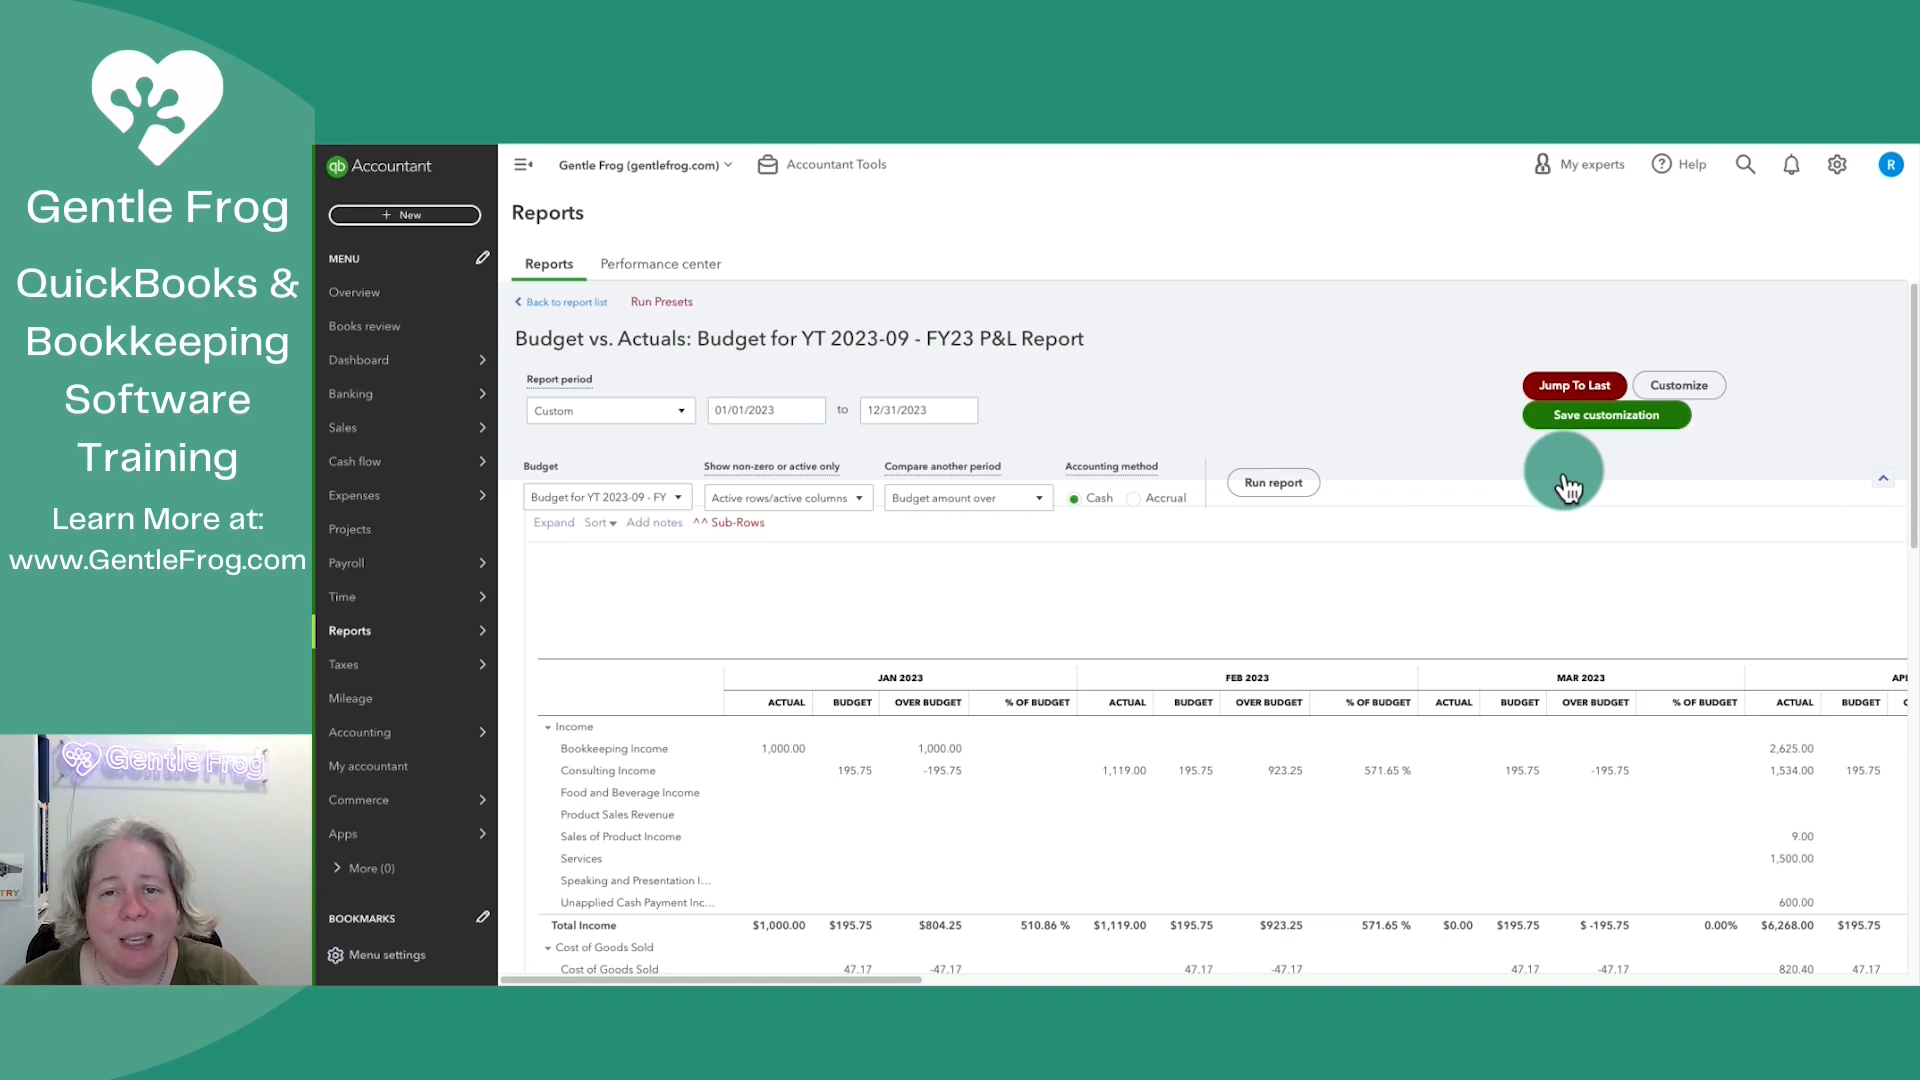 Gentle Frog
QuickBooks &
Bookkeeping
Software
Training
Learn More at:
www.GentleFrog.com
Gentle Frog
TRY
qb Accountant
+ New
MENU
Overview
Books review
Dashboard
Banking
Sales
Cash flow
Expenses
Projects
Payroll
Time
Reports
Taxes
Mileage
Accounting
My accountant
Commerce
Apps
More (0)
BOOKMARKS
Menu settings
Gentle Frog (gentlefrog.com) Accountant Tools My experts Help R
Reports
Reports Performance center
Back to report list Run Presets
Budget vs. Actuals: Budget for YT 2023-09 - FY23 P&L Report
Report period
Custom 01/01/2023 to 12/31/2023
Jump To Last Customize
Save customization
Budget Show non-zero or active only Compare another period Accounting method
Budget for YT 2023-09 - FY Active rows/active columns Budget amount over Cash Accrual Run report
Expand Sort Add notes ^^ Sub-Rows
JAN 2023 FEB 2023 MAR 2023 API
ACTUAL BUDGET OVER BUDGET % OF BUDGET ACTUAL BUDGET OVER BUDGET % OF BUDGET ACTUAL BUDGET OVER BUDGET % OF BUDGET ACTUAL BUDGET
Income
Bookkeeping Income 1,000.00 1,000.00 2,625.00
Consulting Income 195.75 -195.75 1,119.00 195.75 923.25 571.65 % 195.75 -195.75 1,534.00 195.75
Food and Beverage Income
Product Sales Revenue
Sales of Product Income 9.00
Services 1,500.00
Speaking and Presentation I...
Unapplied Cash Payment Inc... 600.00
Total Income $1,000.00 $195.75 $804.25 510.86 % $1,119.00 $195.75 $923.25 571.65 % $0.00 $195.75 $ -195.75 0.00% $6,268.00 $195.75
Cost of Goods Sold
Cost of Goods Sold 47.17 -47.17 47.17 -47.17 47.17 -47.17 820.40 47.17